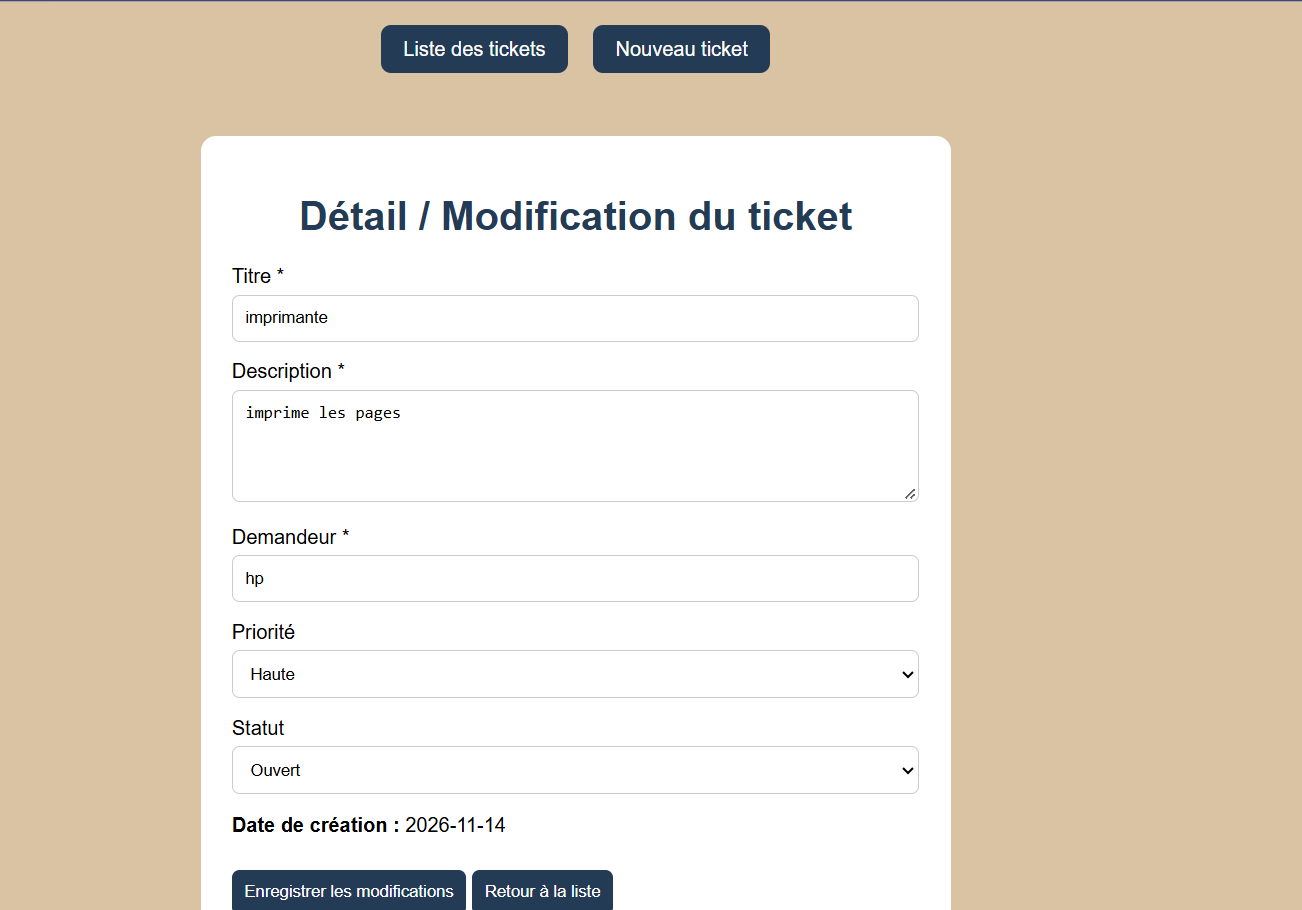 Liste des tickets Nouveau ticket
Détail / Modification du ticket
Titre *
imprimante
Description *
imprime les pages
Demandeur *
hp
Priorité
Haute
Statut
Ouvert
Date de création : 2026-11-14
Enregistrer les modifications Retour à la liste